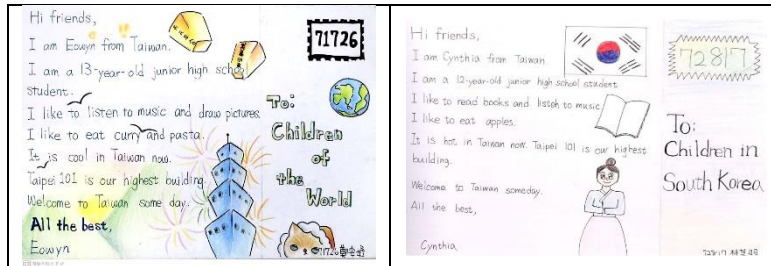 Hi friends,
I am Eowyn from Taiwan.
I am a 13-year-old junior high school
student.
I like to listen to music and draw pictures.
I like to eat curry and pasta.
It is cool in Taiwan now.
Taipei 101 is our highest building.
Welcome to Taiwan some day.
All the best,
Eowyn
71726
To:
Children
of
the World
71726
Hi friends,
I am Cynthia from Taiwan.
I am a 12-year-old junior high school student
I like to read books and listen to music.
I like to eat apples.
It is hot in Taiwan now. Taipei 101 is our highest
building.
Welcome to Taiwan someday.
All the best,
Cynthia
72817
To:
Children in
South Korea
72817